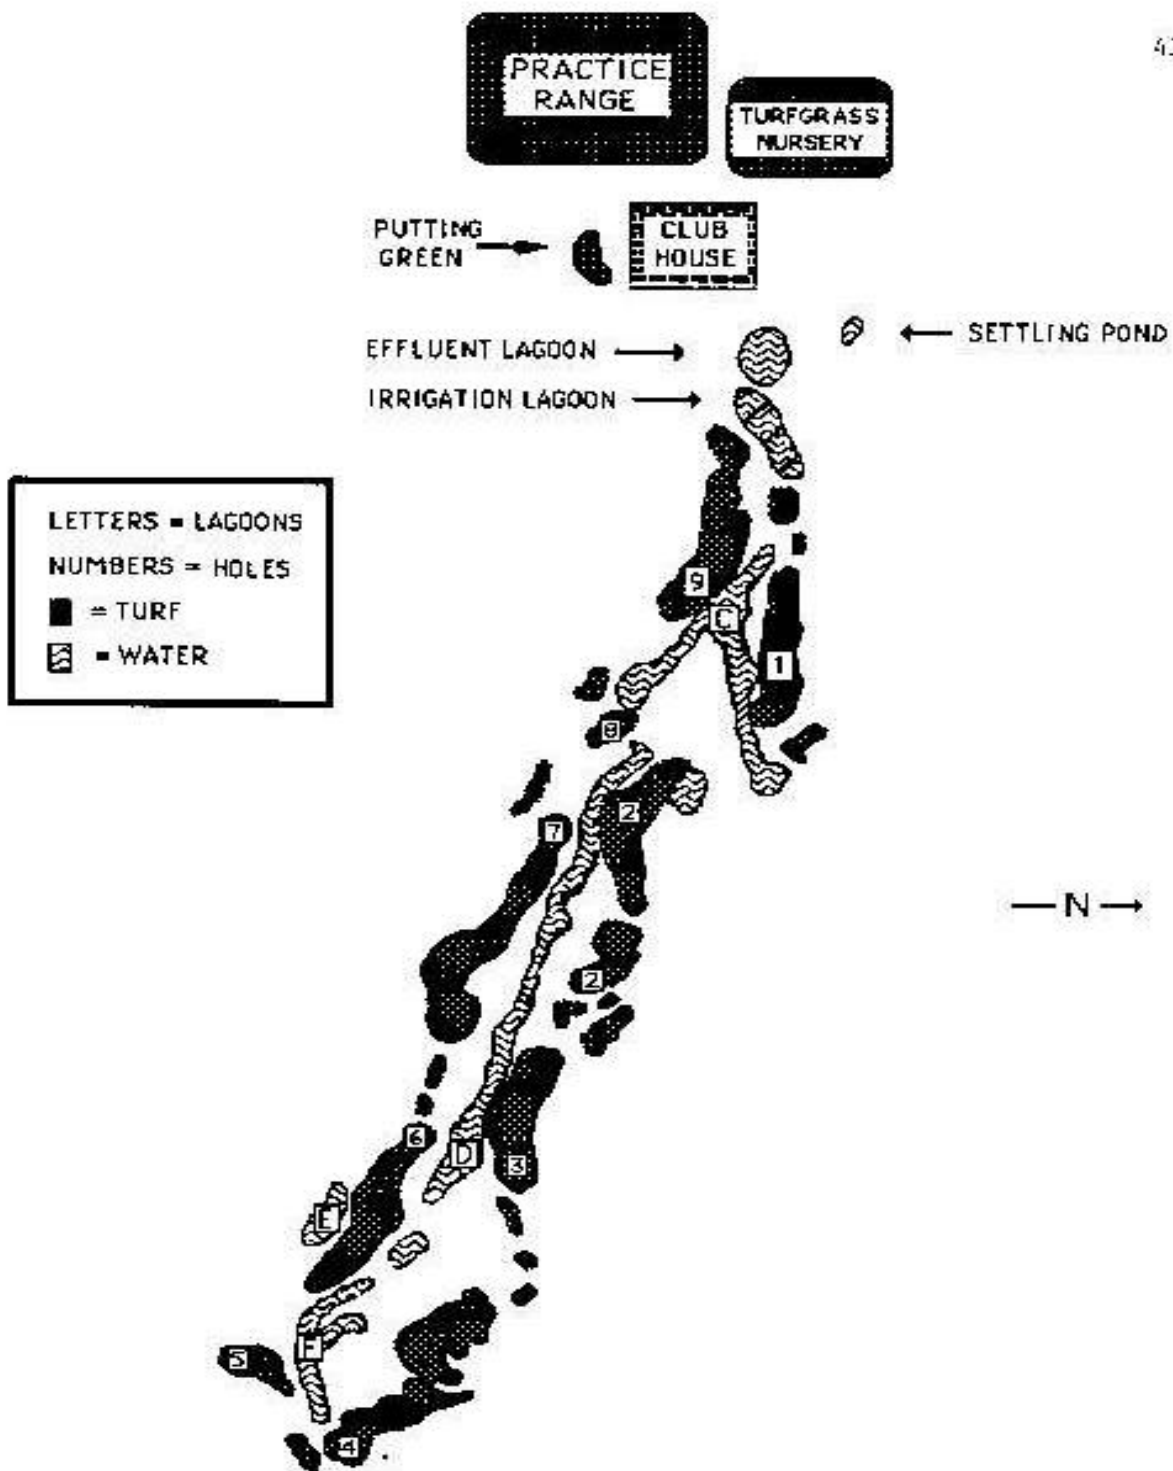 PRACTICE
RANGE
TURFGRASS
NURSERY
PUTTING
GREEN
CLUB
HOUSE
SETTLING POND
EFFLUENT LAGOON
IRRIGATION LAGOON
LETTERS = LAGOONS
NUMBERS = HOLES
= TURF
= WATER
9
C
1
8
2
7
N
2
6
D
3
E
F
5
4